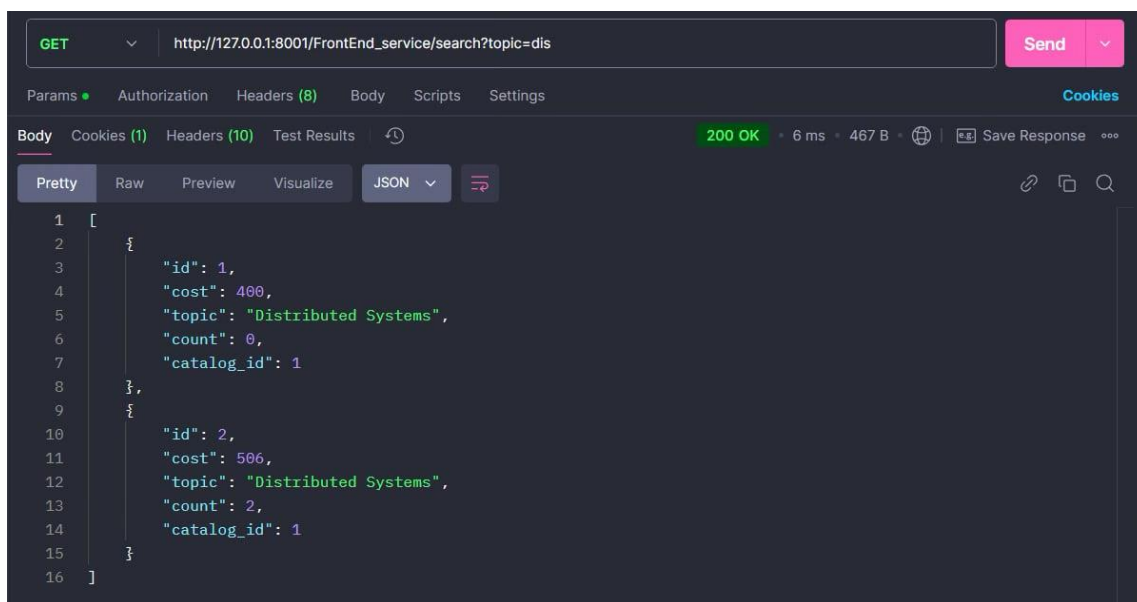 GET http://127.0.0.1:8001/FrontEnd_service/search?topic=dis Send
Params Authorization Headers (8) Body Scripts Settings Cookies
Body Cookies (1) Headers (10) Test Results 200 OK 6 ms 467 B e.g. Save Response
Pretty Raw Preview Visualize JSON
1 [
2 {
3 "id": 1,
4 "cost": 400,
5 "topic": "Distributed Systems",
6 "count": 0,
7 "catalog_id": 1
8 },
9 {
10 "id": 2,
11 "cost": 506,
12 "topic": "Distributed Systems",
13 "count": 2,
14 "catalog_id": 1
15 }
16 ]